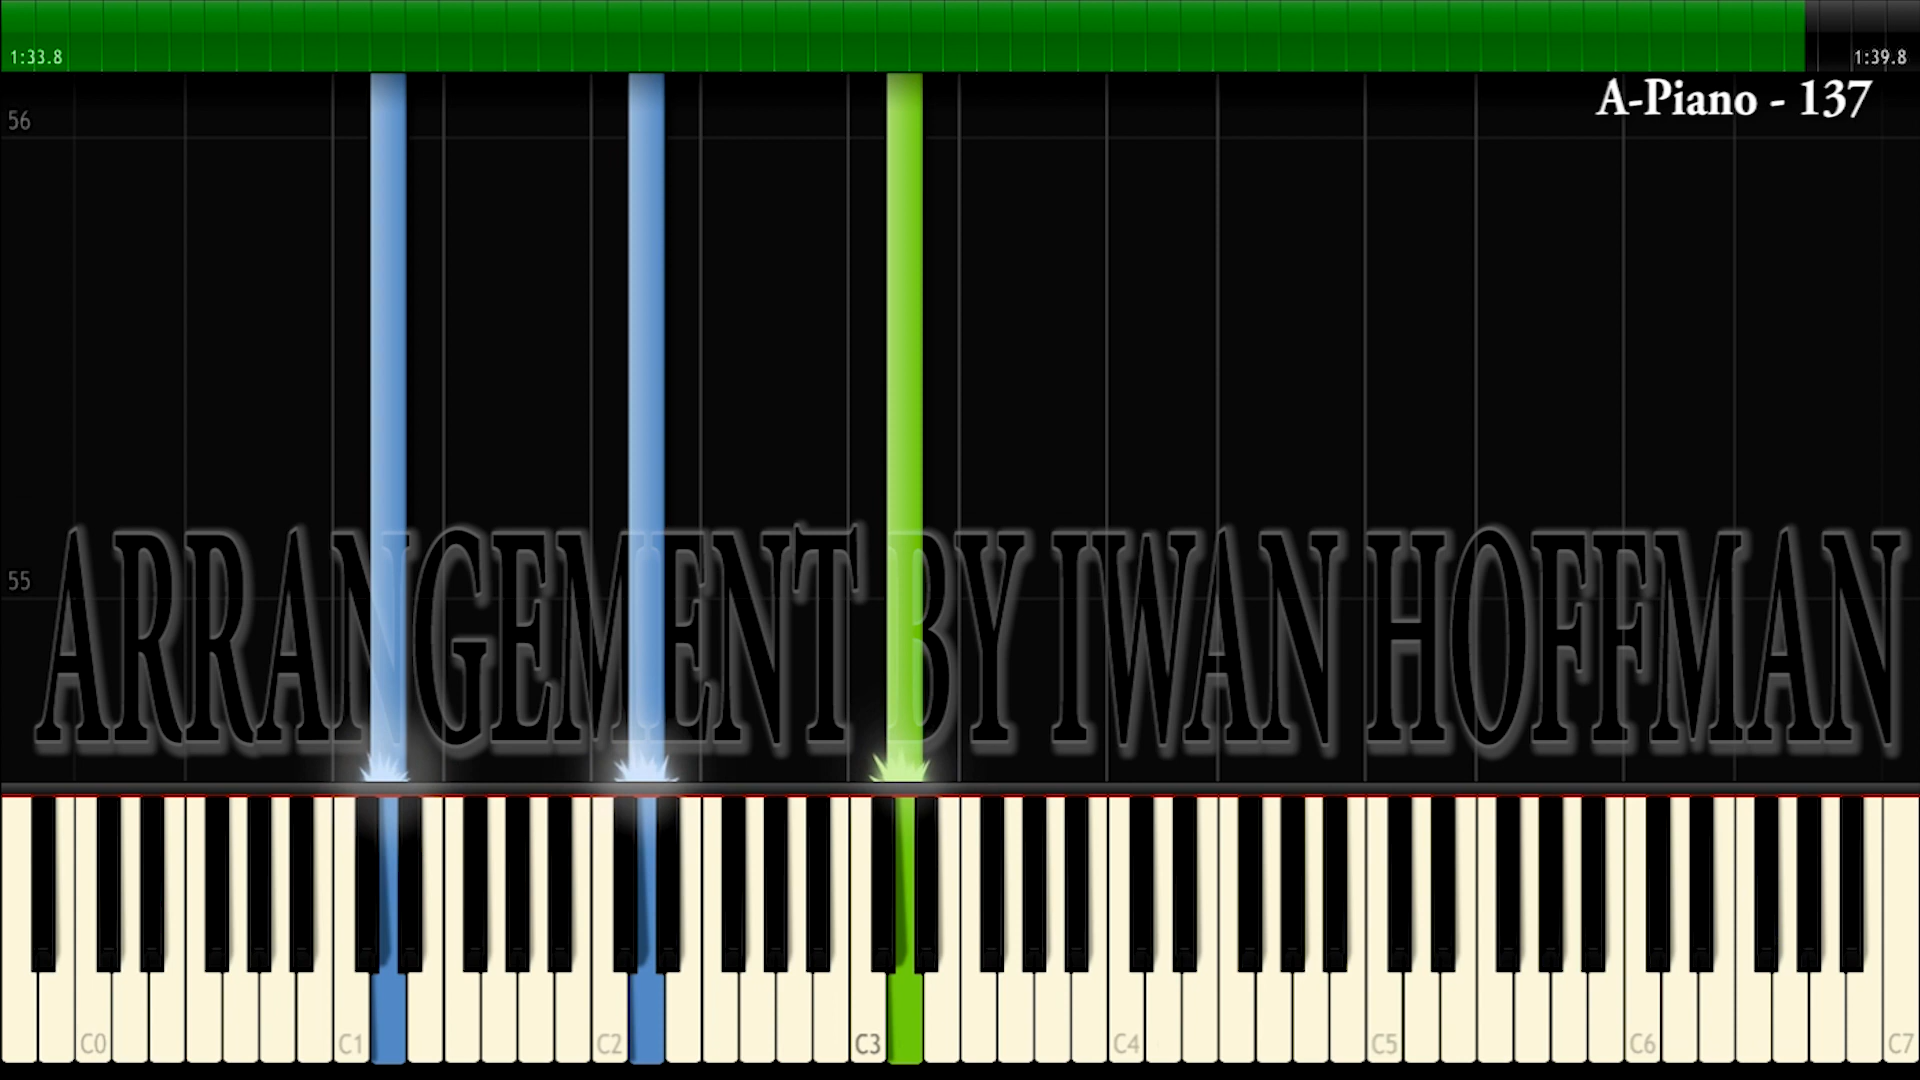 1:33.8
1:39.8
A-Piano - 137
56
55
ARRANGEMENT BY IWAN HOFFMAN
C0 C1 C2 C3 C4 C5 C6 C7